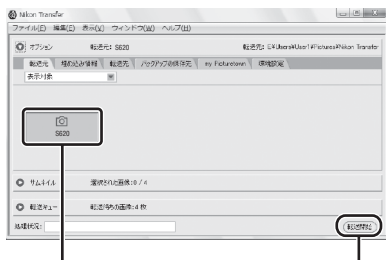 Nikon Transfer
ファイル(F) 編集(E) 表示(V) ウィンドウ(W) ヘルプ(H)
オプション 転送元: S620 転送先: E:¥Users¥User1¥Pictures¥Nikon Transfer
転送元 埋め込み情報 転送先 バックアップの保存先 my Picturetown 環境設定
表示対象
S620
サムネイル 選択された画像:0 / 4
転送キュー 転送待ちの画像:4 枚
処理状況: 転送開始